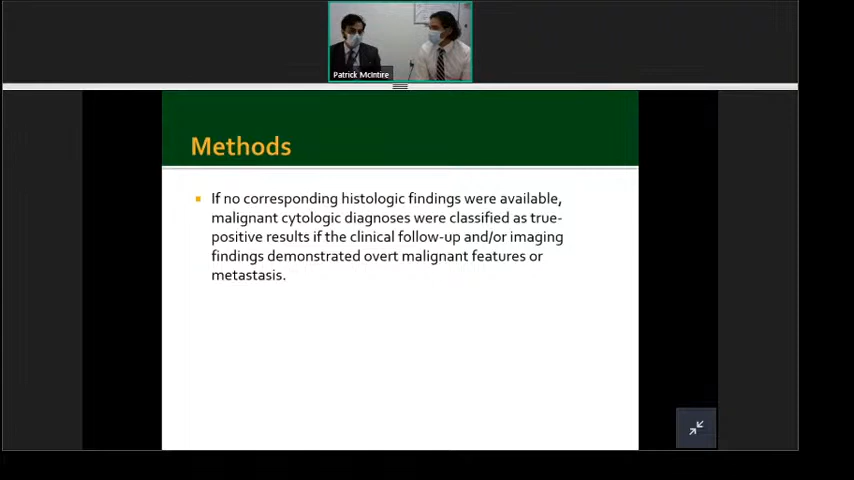 Patrick McIntire
Methods
If no corresponding histologic findings were available,
malignant cytologic diagnoses were classified as true-
positive results if the clinical follow-up and/or imaging
findings demonstrated overt malignant features or
metastasis.